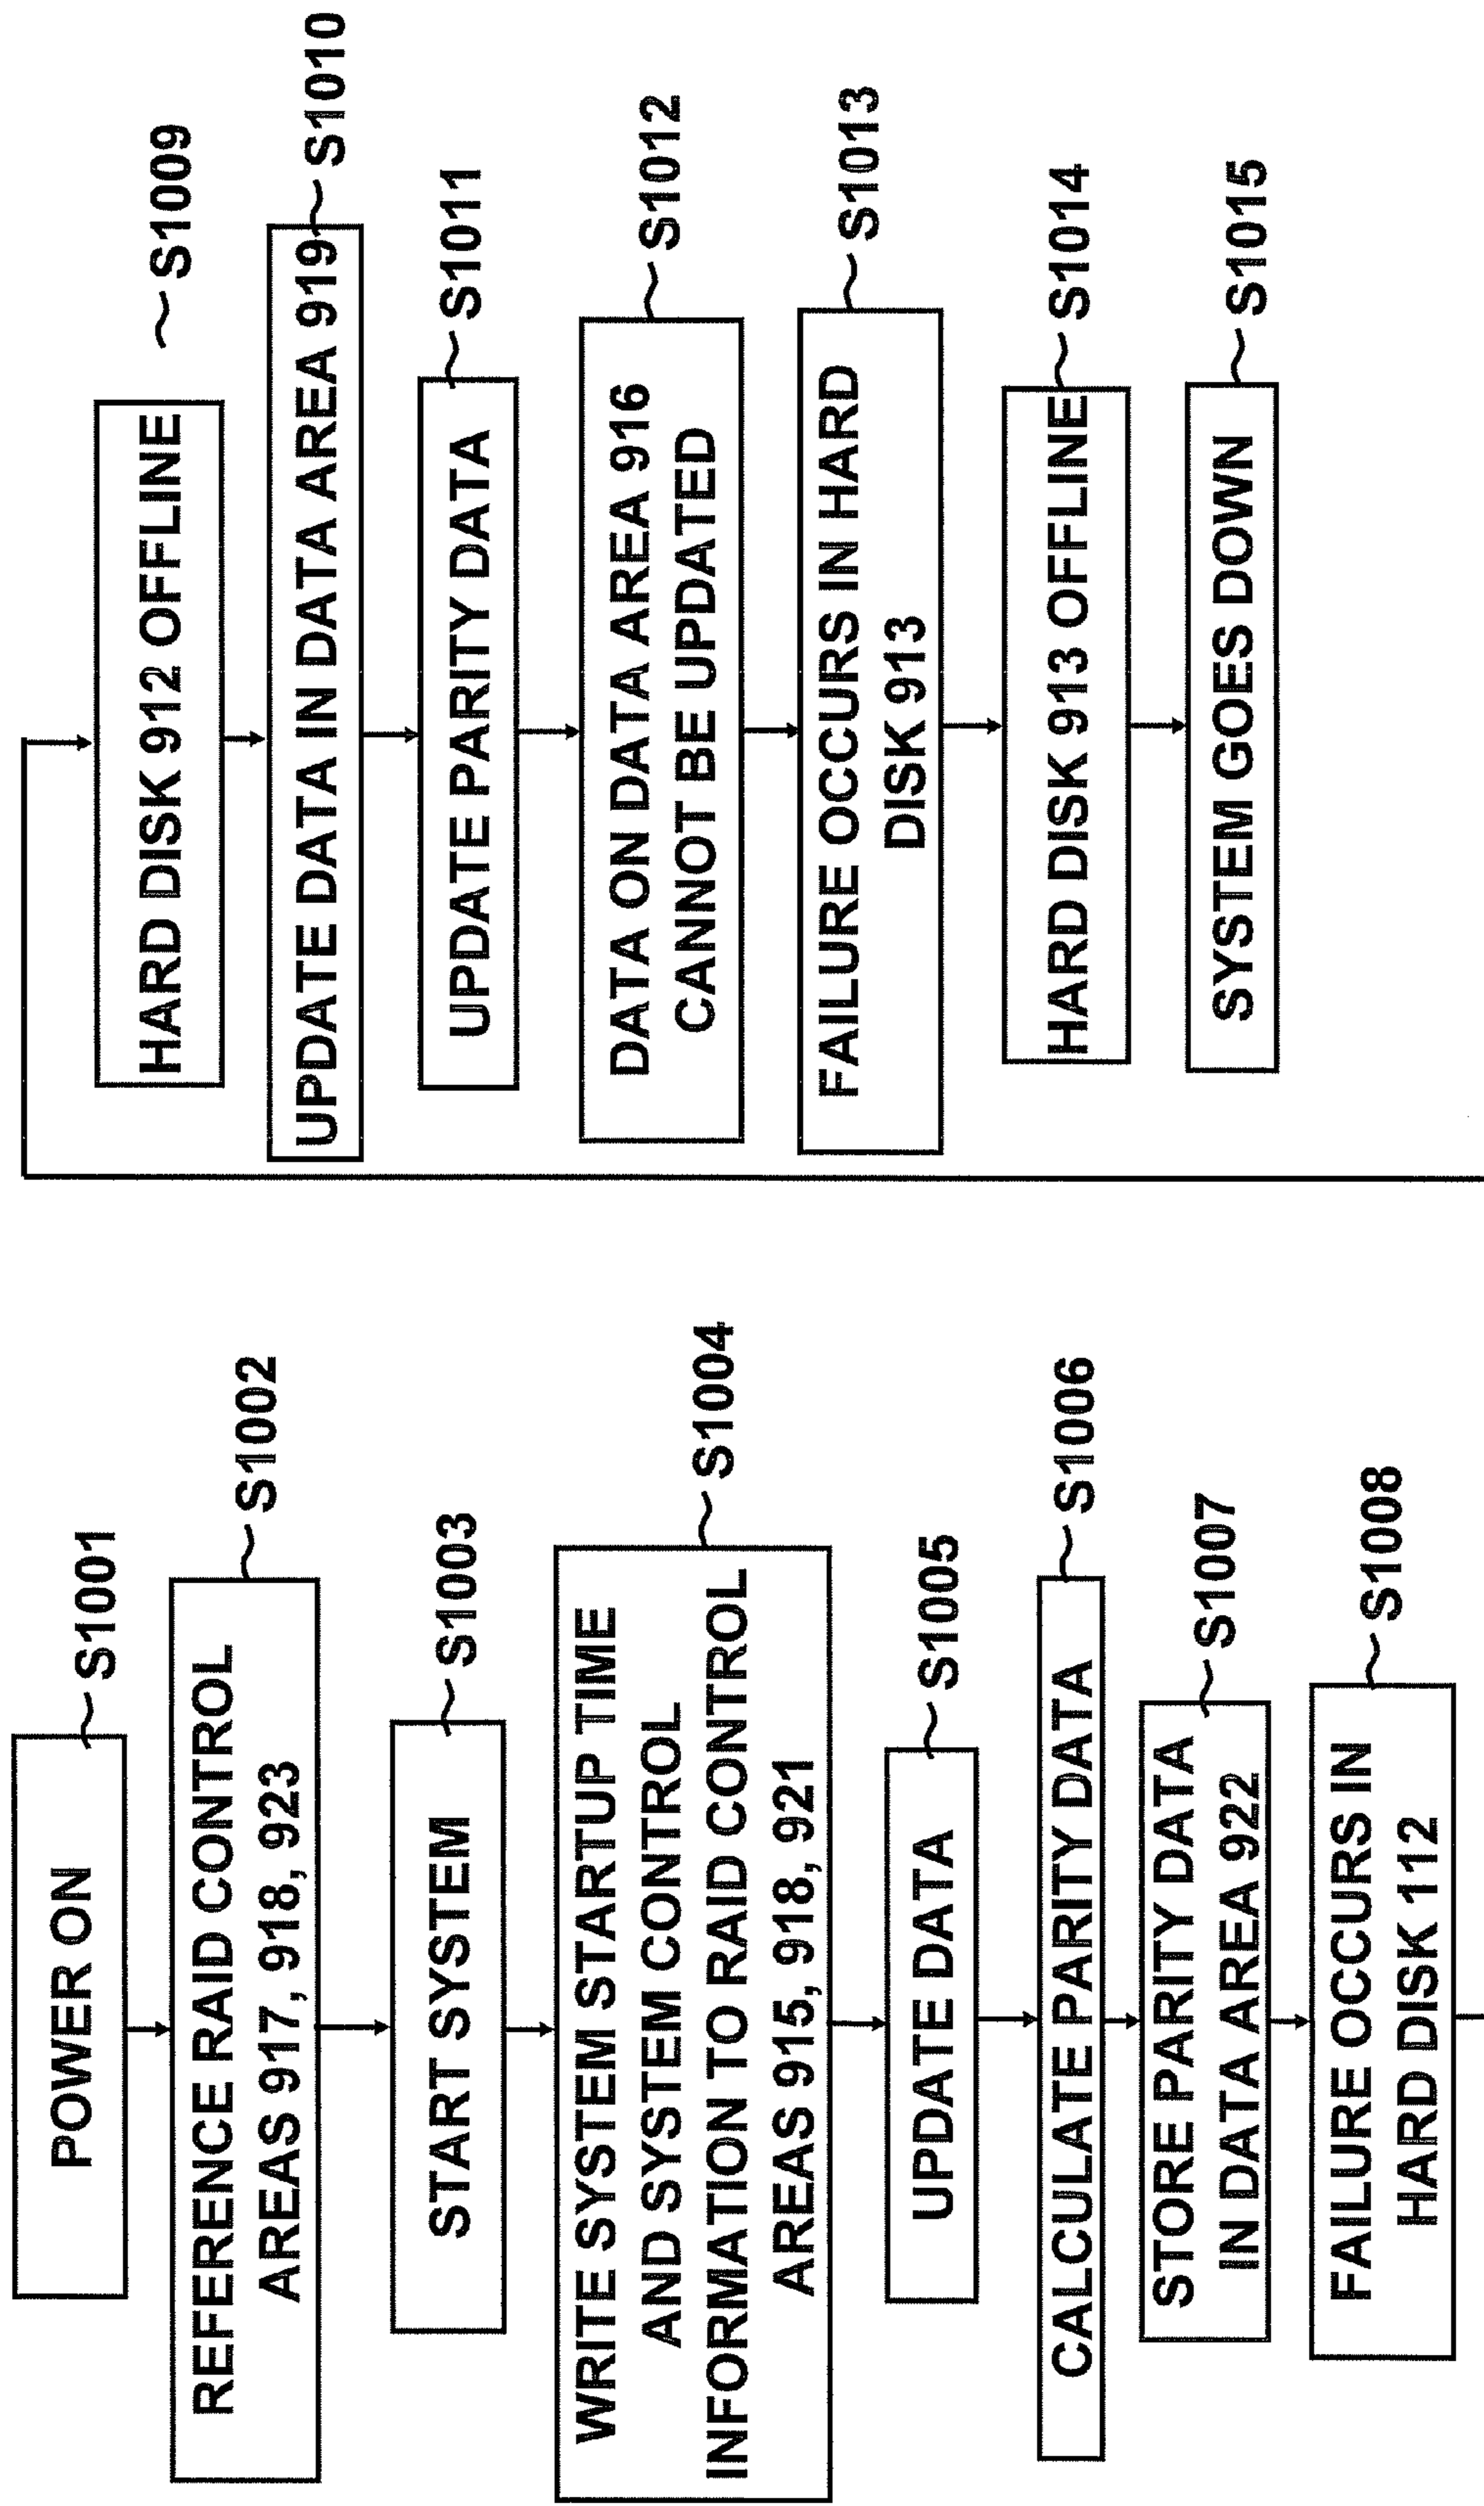 POWER ON
S1001
REFERENCE RAID CONTROL
AREAS 917, 918, 923
S1002
START SYSTEM
S1003
WRITE SYSTEM STARTUP TIME
AND SYSTEM CONTROL
INFORMATION TO RAID CONTROL
AREAS 915, 918, 921
S1004
UPDATE DATA
S1005
CALCULATE PARITY DATA
S1006
STORE PARITY DATA
IN DATA AREA 922
S1007
FAILURE OCCURS IN
HARD DISK 112
S1008
HARD DISK 912 OFFLINE
S1009
UPDATE DATA IN DATA AREA 919
S1010
UPDATE PARITY DATA
S1011
DATA ON DATA AREA 916
CANNOT BE UPDATED
S1012
FAILURE OCCURS IN HARD
DISK 913
S1013
HARD DISK 913 OFFLINE
S1014
SYSTEM GOES DOWN
S1015